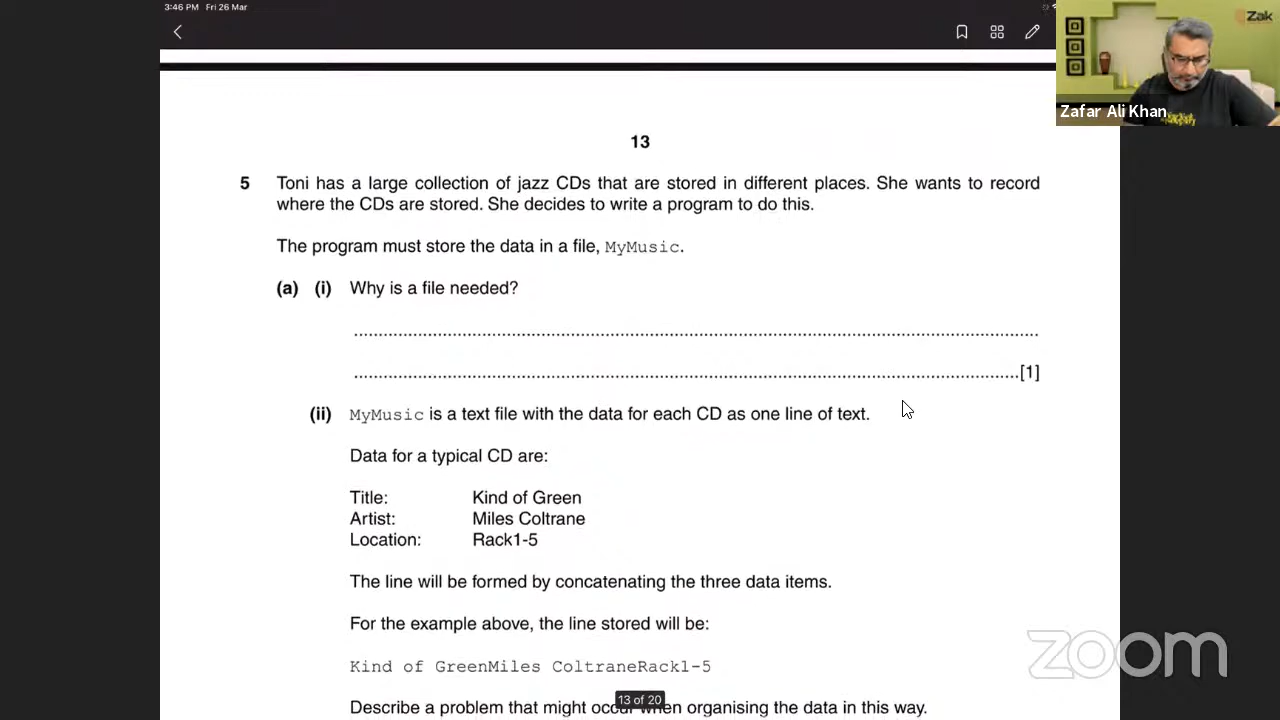 3:46 PM Fri 26 Mar
Zak
Zafar Ali Khan
13
5 Toni has a large collection of jazz CDs that are stored in different places. She wants to record
where the CDs are stored. She decides to write a program to do this.
The program must store the data in a file, MyMusic.
(a) (i) Why is a file needed?
..........................................................................................................................................
......................................................................................................................................[1]
(ii) MyMusic is a text file with the data for each CD as one line of text.
Data for a typical CD are:
Title: Kind of Green
Artist: Miles Coltrane
Location: Rack1-5
The line will be formed by concatenating the three data items.
For the example above, the line stored will be:
Kind of GreenMiles ColtraneRack1-5
13 of 20
Describe a problem that might occur when organising the data in this way.
zoom